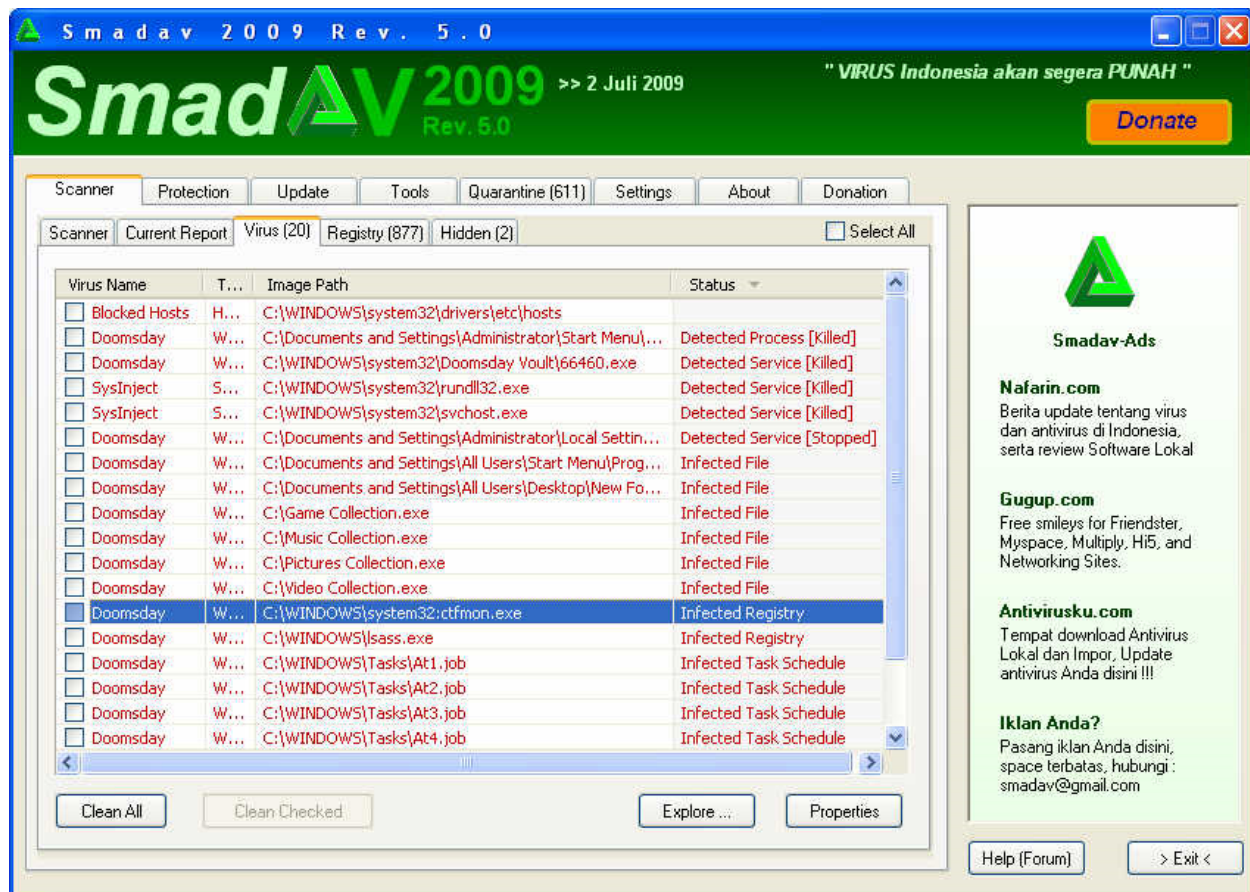 Smadav 2009 Rev. 5.0
SmadAV 2009 >> 2 Juli 2009
Rev. 5.0
" VIRUS Indonesia akan segera PUNAH "
Donate
Scanner Protection Update Tools Quarantine (611) Settings About Donation
Scanner Current Report Virus (20) Registry (877) Hidden (2) Select All
Virus Name T... Image Path Status
Blocked Hosts H... C:\WINDOWS\system32\drivers\etc\hosts
Doomsday W... C:\Documents and Settings\Administrator\Start Menu\... Detected Process [Killed]
Doomsday W... C:\WINDOWS\system32\Doomsday Voult\66460.exe Detected Service [Killed]
SysInject S... C:\WINDOWS\system32\rundll32.exe Detected Service [Killed]
SysInject S... C:\WINDOWS\system32\svchost.exe Detected Service [Killed]
Doomsday W... C:\Documents and Settings\Administrator\Local Settin... Detected Service [Stopped]
Doomsday W... C:\Documents and Settings\All Users\Start Menu\Prog... Infected File
Doomsday W... C:\Documents and Settings\All Users\Desktop\New Fo... Infected File
Doomsday W... C:\Game Collection.exe Infected File
Doomsday W... C:\Music Collection.exe Infected File
Doomsday W... C:\Pictures Collection.exe Infected File
Doomsday W... C:\Video Collection.exe Infected File
Doomsday W... C:\WINDOWS\system32:ctfmon.exe Infected Registry
Doomsday W... C:\WINDOWS\lsass.exe Infected Registry
Doomsday W... C:\WINDOWS\Tasks\At1.job Infected Task Schedule
Doomsday W... C:\WINDOWS\Tasks\At2.job Infected Task Schedule
Doomsday W... C:\WINDOWS\Tasks\At3.job Infected Task Schedule
Doomsday W... C:\WINDOWS\Tasks\At4.job Infected Task Schedule
Clean All Clean Checked Explore ... Properties
Smadav-Ads
Nafarin.com
Berita update tentang virus
dan antivirus di Indonesia,
serta review Software Lokal
Gugup.com
Free smileys for Friendster,
Myspace, Multiply, Hi5, and
Networking Sites.
Antivirusku.com
Tempat download Antivirus
Lokal dan Impor, Update
antivirus Anda disini !!!
Iklan Anda?
Pasang iklan Anda disini,
space terbatas, hubungi :
smadav@gmail.com
Help (Forum) > Exit <